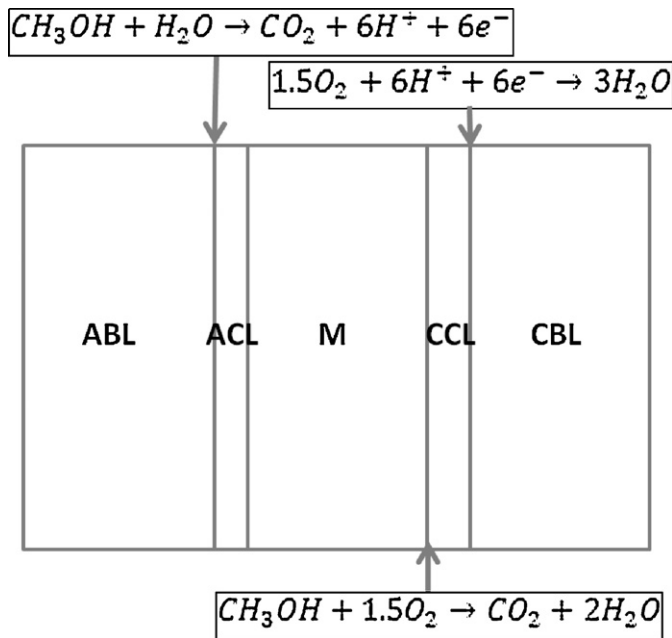 CH₃OH + H₂O → CO₂ + 6H⁺ + 6e⁻
1.5O₂ + 6H⁺ + 6e⁻ → 3H₂O
ABL ACL M CCL CBL
CH₃OH + 1.5O₂ → CO₂ + 2H₂O